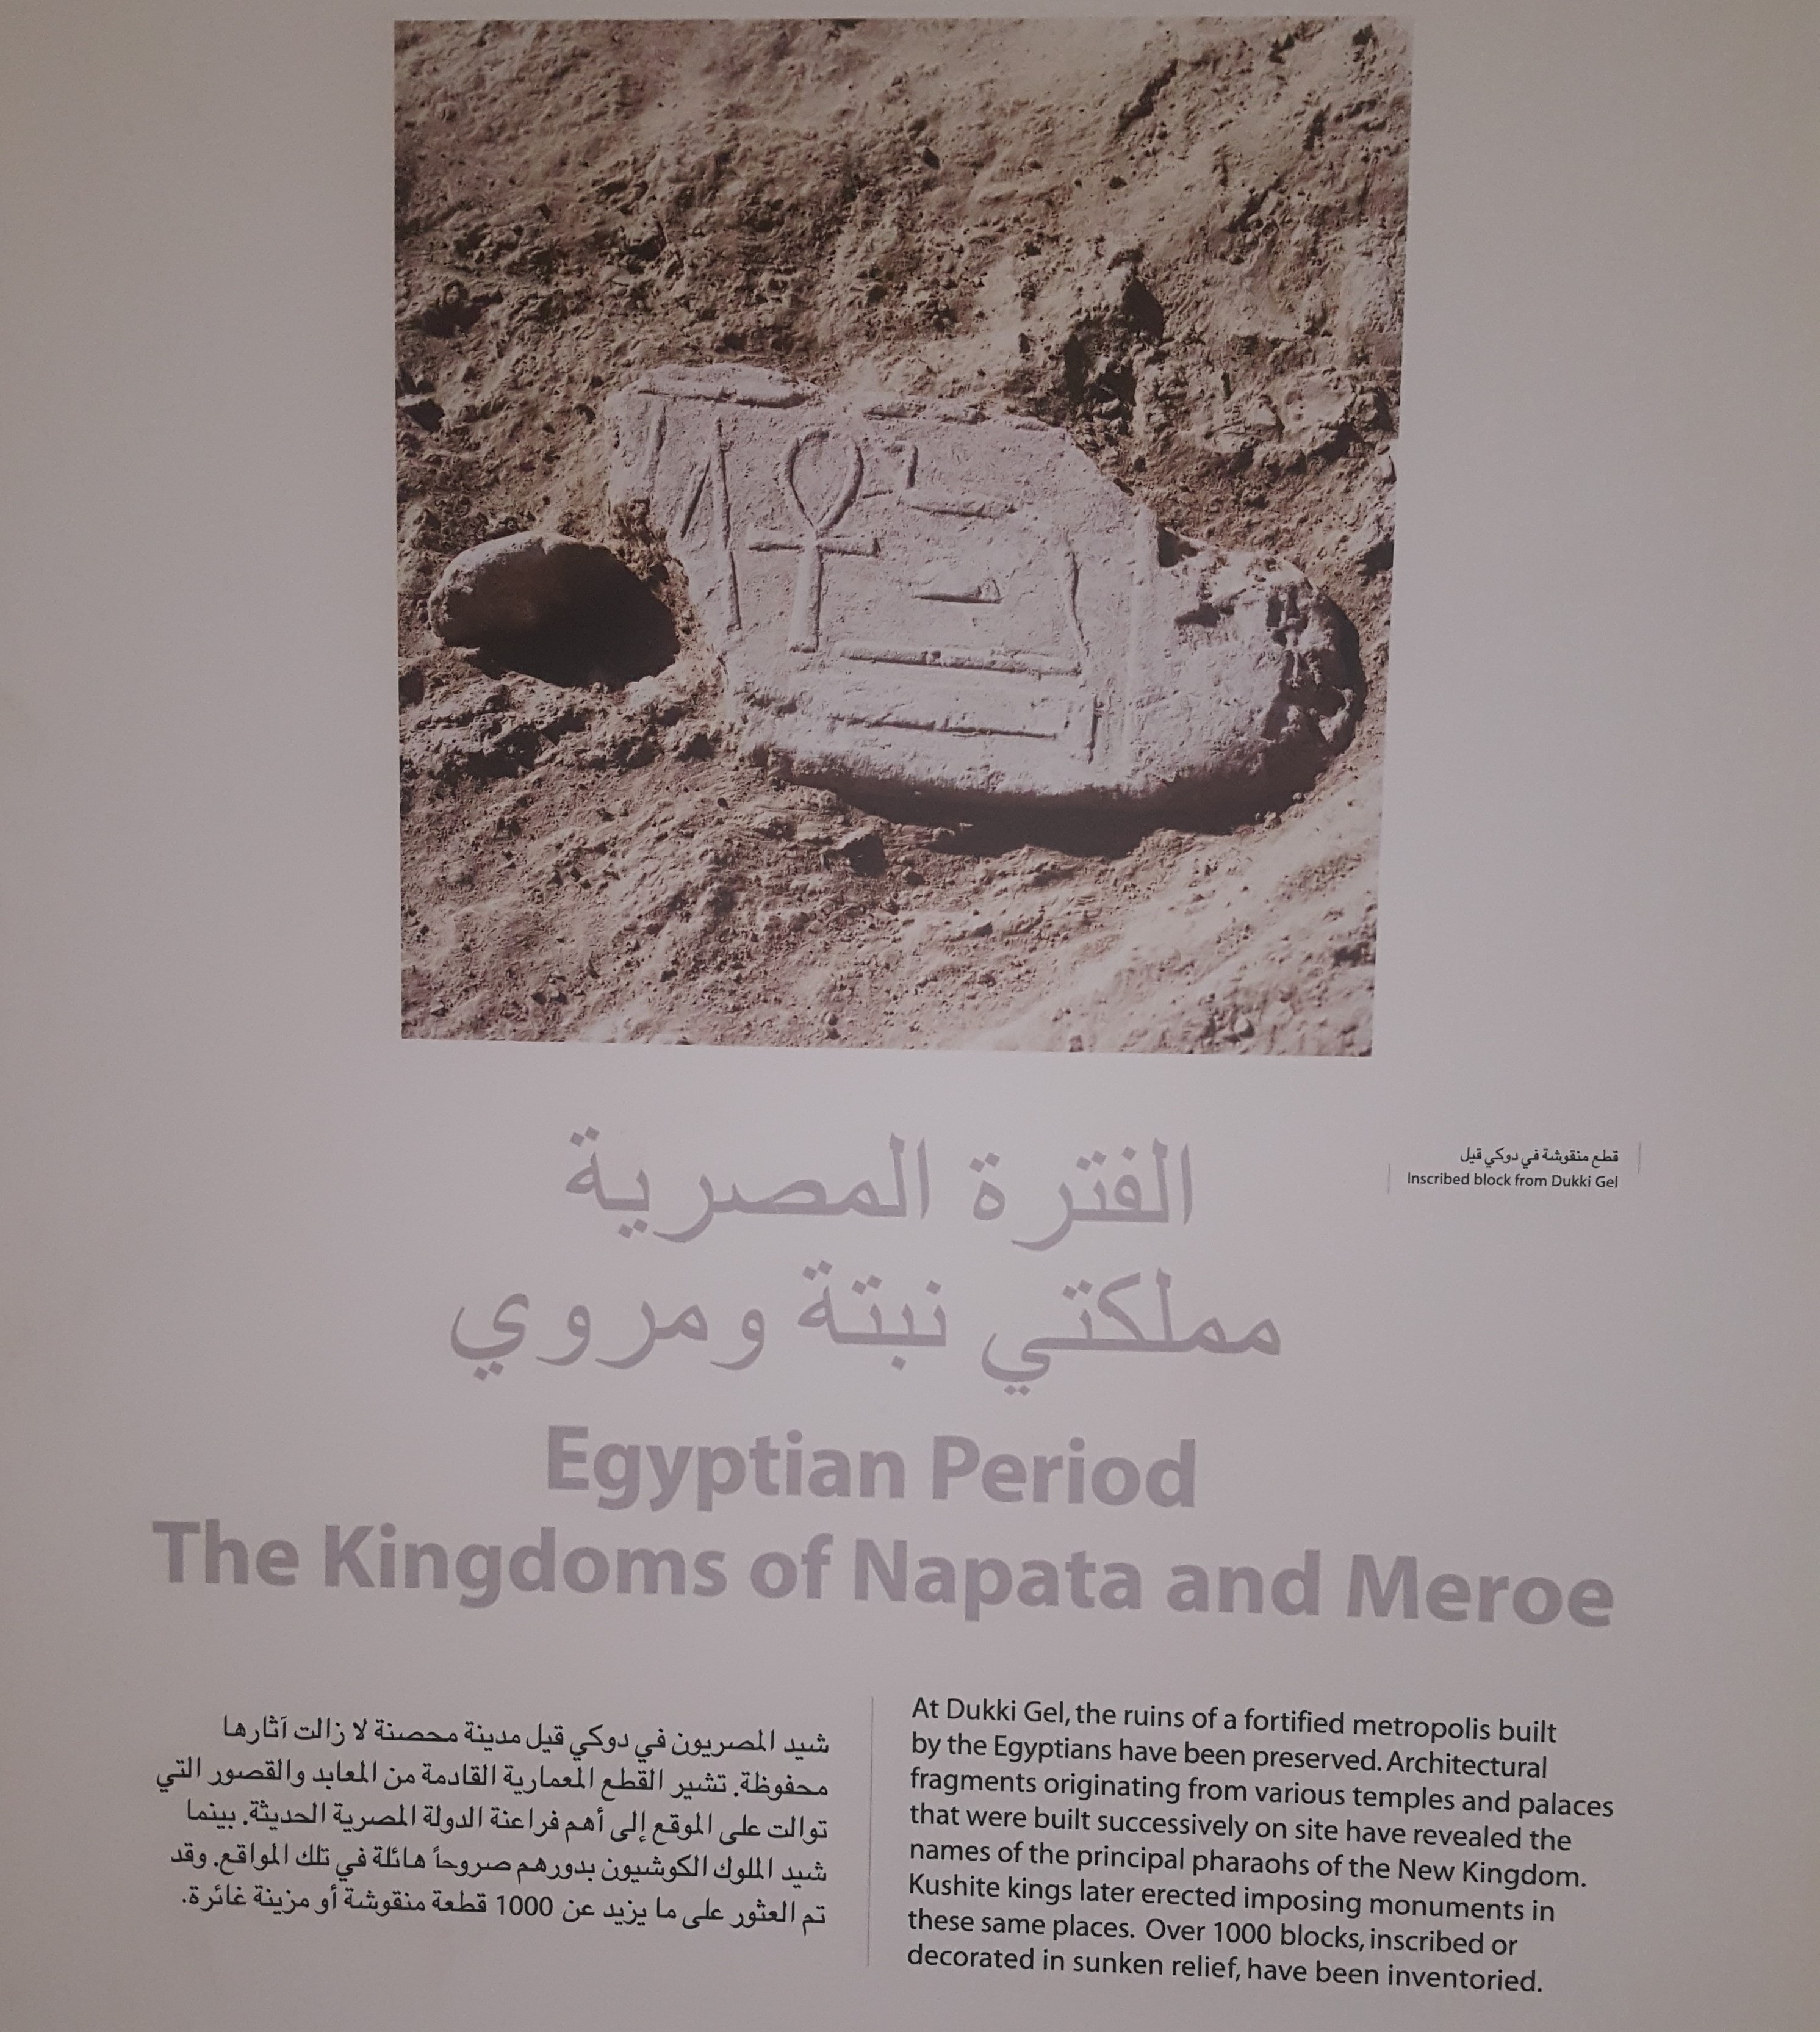 قطع منقوشة في دوكي قيل
Inscribed block from Dukki Gel
الفترة المصرية
مملكتي نبتة ومروي
Egyptian Period
The Kingdoms of Napata and Meroe
شيد المصريون في دوكي قيل مدينة محصنة لا زالت آثارها
محفوظة. تشير القطع المعمارية القادمة من المعابد والقصور التي
توالت على الموقع إلى أهم فراعنة الدولة المصرية الحديثة. بينما
شيد الملوك الكوشيون بدورهم صروحاً هائلة في تلك المواقع. وقد
تم العثور على ما يزيد عن 1000 قطعة منقوشة أو مزينة غائرة.
At Dukki Gel, the ruins of a fortified metropolis built
by the Egyptians have been preserved. Architectural
fragments originating from various temples and palaces
that were built successively on site have revealed the
names of the principal pharaohs of the New Kingdom.
Kushite kings later erected imposing monuments in
these same places. Over 1000 blocks, inscribed or
decorated in sunken relief, have been inventoried.